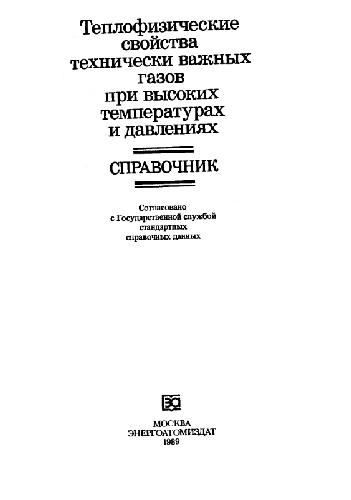 Теплофизические
свойства
технически важных
газов
при высоких
температурах
и давлениях
СПРАВОЧНИК
Согласовано
с Государственной службой
стандартных
справочных данных
МОСКВА
ЭНЕРГОАТОМИЗДАТ
1989